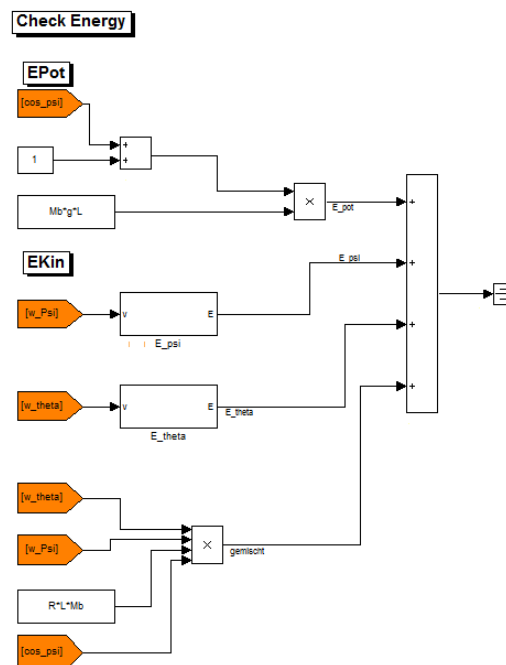 Check Energy
EPot
[cos_psi]
+
+
1
Mb*g*L
×
E_pot
+
EKin
E_psi
+
[w_Psi]
v
E
E_psi
+
[w_theta]
v
E
E_theta
E_theta
+
[w_theta]
[w_Psi]
×
gemischt
R*L*Mb
[cos_psi]